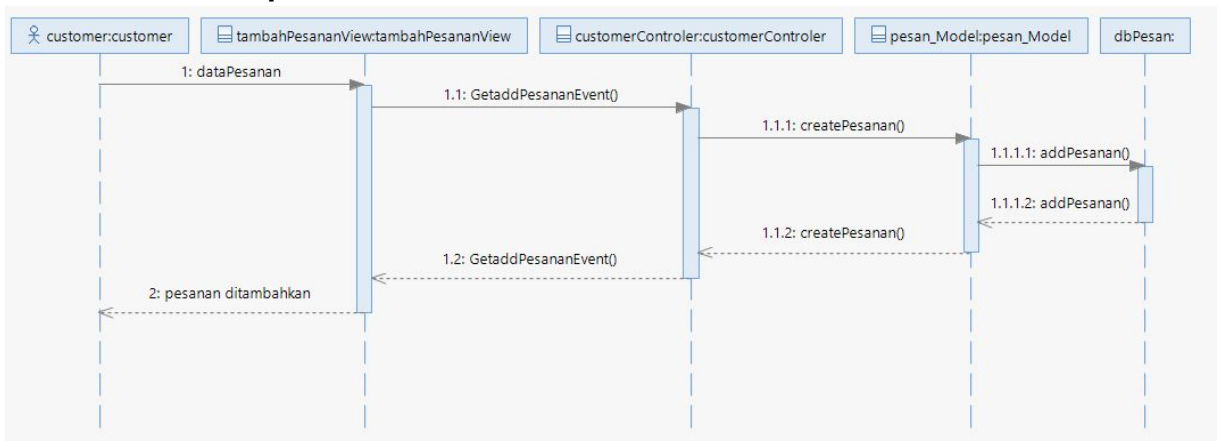 customer:customer
tambahPesananView:tambahPesananView
customerControler:customerControler
pesan_Model:pesan_Model
dbPesan:
1: dataPesanan
1.1: GetaddPesananEvent()
1.1.1: createPesanan()
1.1.1.1: addPesanan()
1.1.1.2: addPesanan()
1.1.2: createPesanan()
1.2: GetaddPesananEvent()
2: pesanan ditambahkan